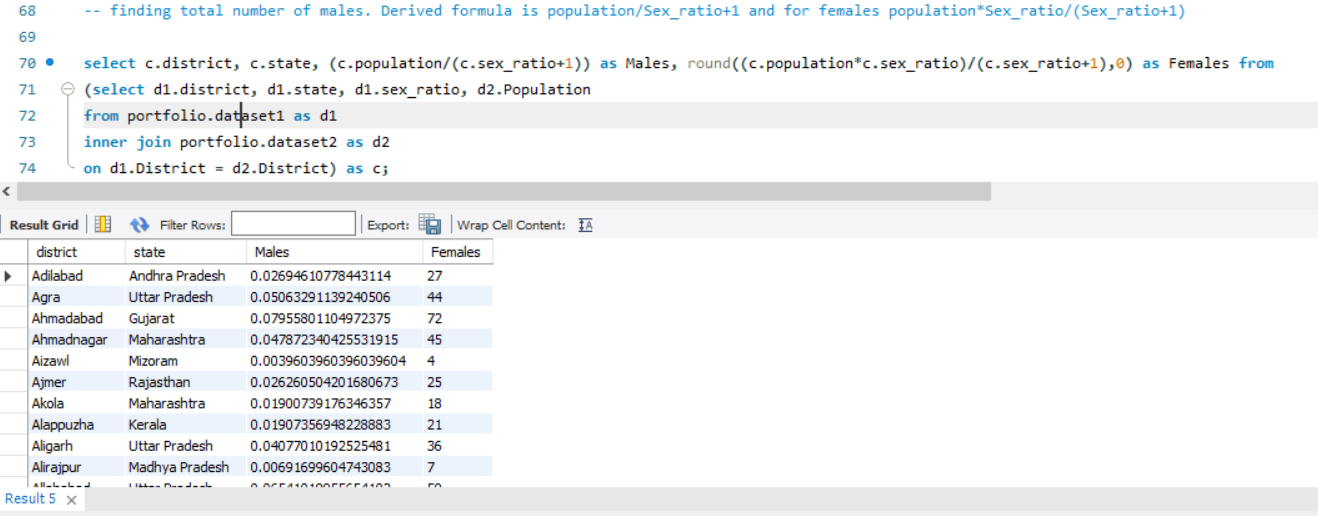 68 -- finding total number of males. Derived formula is population/Sex_ratio+1 and for females population*Sex_ratio/(Sex_ratio+1)
69
70 select c.district, c.state, (c.population/(c.sex_ratio+1)) as Males, round((c.population*c.sex_ratio)/(c.sex_ratio+1),0) as Females from
71 (select d1.district, d1.state, d1.sex_ratio, d2.Population
72 from portfolio.dataset1 as d1
73 inner join portfolio.dataset2 as d2
74 on d1.District = d2.District) as c;
Result Grid Filter Rows: Export: Wrap Cell Content:
district state Males Females
Adilabad Andhra Pradesh 0.02694610778443114 27
Agra Uttar Pradesh 0.05063291139240506 44
Ahmadabad Gujarat 0.07955801104972375 72
Ahmadnagar Maharashtra 0.047872340425531915 45
Aizawl Mizoram 0.0039603960396039604 4
Ajmer Rajasthan 0.026260504201680673 25
Akola Maharashtra 0.01900739176346357 18
Alappuzha Kerala 0.01907356948228883 21
Aligarh Uttar Pradesh 0.04077010192525481 36
Alirajpur Madhya Pradesh 0.00691699604743083 7
Result 5